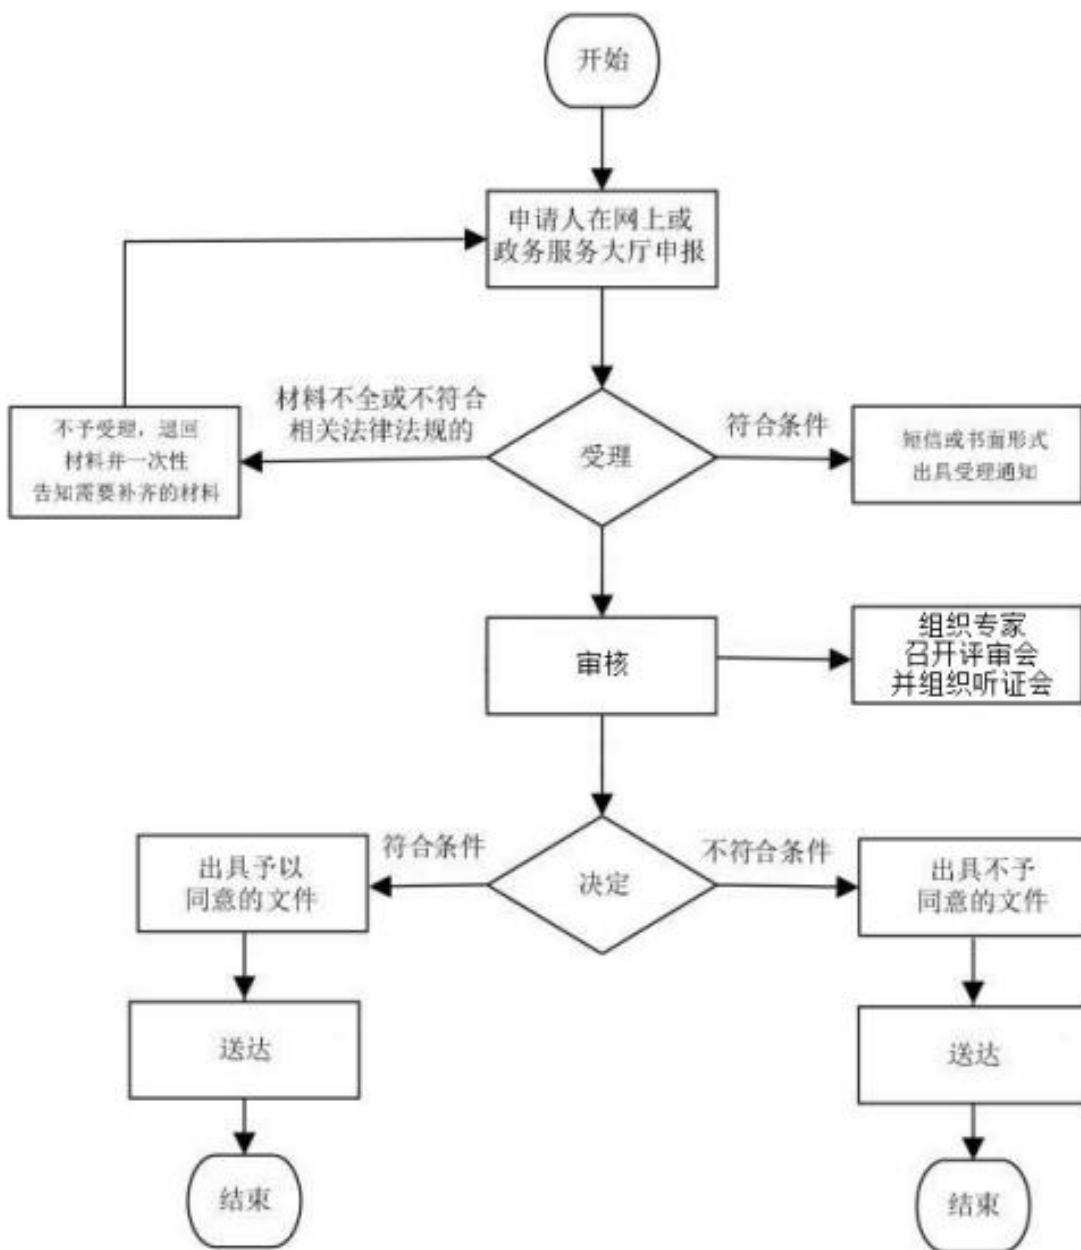 开始
申请人在网上或
政务服务大厅申报
材料不全或不符合
相关法律法规的
符合条件
不予受理，退回
材料并一次性
告知需要补齐的材料
受理
短信或书面形式
出具受理通知
审核
组织专家
召开评审会
并组织听证会
符合条件
不符合条件
出具予以
同意的文件
决定
出具不予
同意的文件
送达
送达
结束
结束